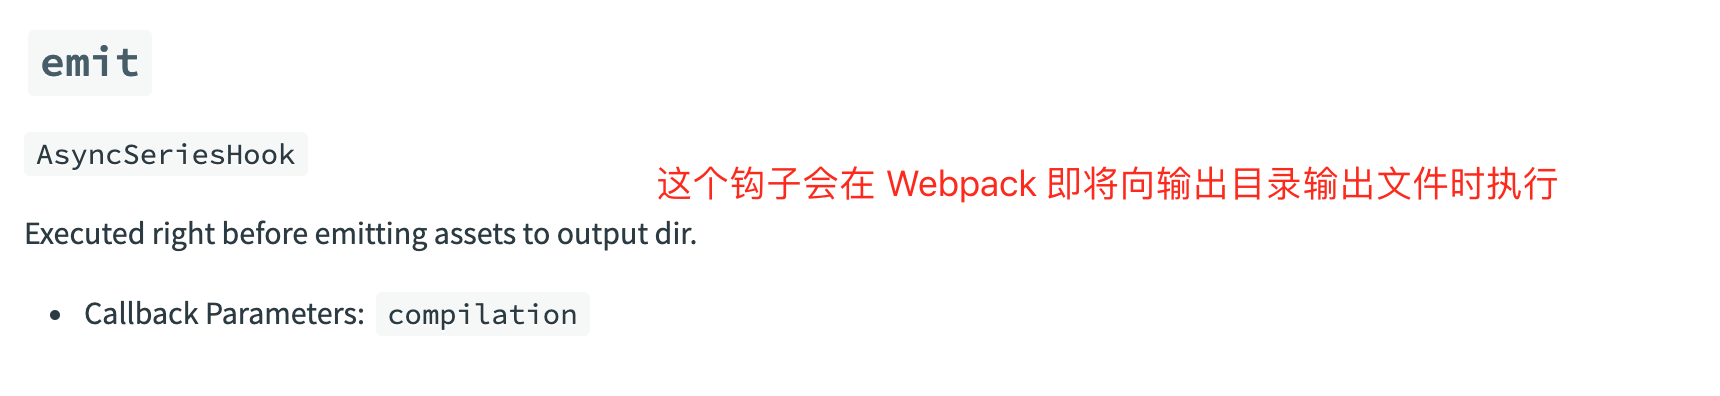 emit
AsyncSeriesHook
这个钩子会在 Webpack 即将向输出目录输出文件时执行
Executed right before emitting assets to output dir.
• Callback Parameters: compilation